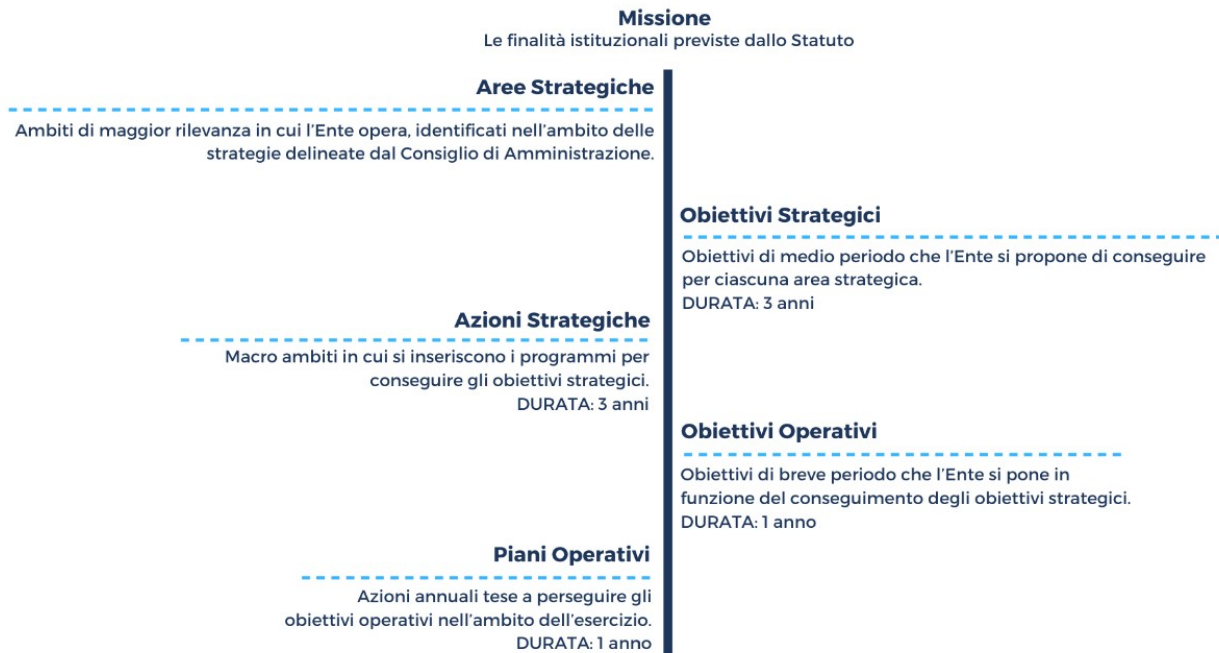 Missione
Le finalità istituzionali previste dallo Statuto
Aree Strategiche
Ambiti di maggior rilevanza in cui l'Ente opera, identificati nell'ambito delle
strategie delineate dal Consiglio di Amministrazione.
Obiettivi Strategici
Obiettivi di medio periodo che l'Ente si propone di conseguire
per ciascuna area strategica.
DURATA: 3 anni
Azioni Strategiche
Macro ambiti in cui si inseriscono i programmi per
conseguire gli obiettivi strategici.
DURATA: 3 anni
Obiettivi Operativi
Obiettivi di breve periodo che l'Ente si pone in
funzione del conseguimento degli obiettivi strategici.
DURATA: 1 anno
Piani Operativi
Azioni annuali tese a perseguire gli
obiettivi operativi nell'ambito dell'esercizio.
DURATA: 1 anno